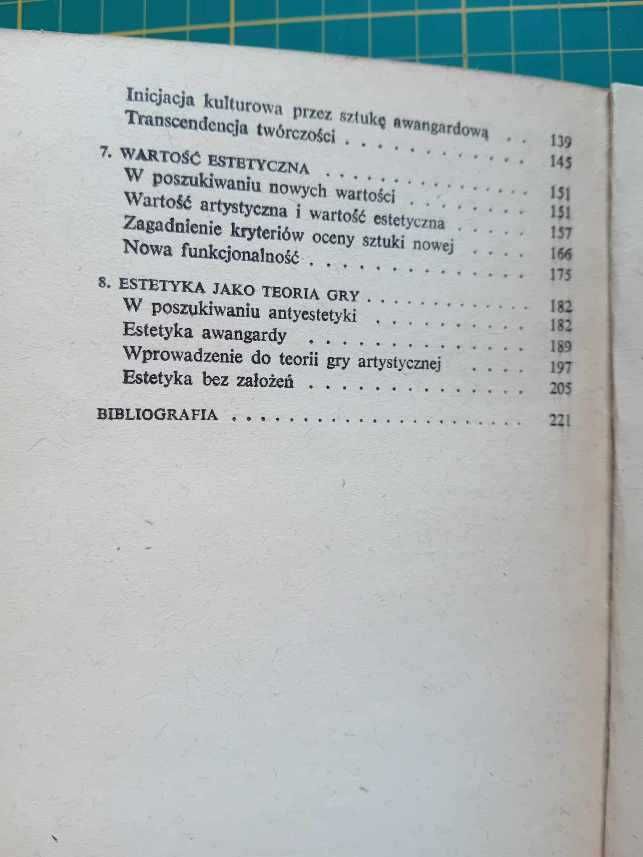 Inicjacja kulturowa przez sztukę awangardową . . 139
Transcendencja twórczości . . . . . . . . . . . 145
7. WARTOŚĆ ESTETYCZNA . . . . . . . . . . . . . . 151
W poszukiwaniu nowych wartości . . . . . . . . 151
Wartość artystyczna i wartość estetyczna . . . . . 157
Zagadnienie kryteriów oceny sztuki nowej . . . . 166
Nowa funkcjonalność . . . . . . . . . . . . . . 175
8. ESTETYKA JAKO TEORIA GRY . . . . . . . . . . . . 182
W poszukiwaniu antyestetyki . . . . . . . . . . 182
Estetyka awangardy . . . . . . . . . . . . . . 189
Wprowadzenie do teorii gry artystycznej . . . . 197
Estetyka bez założeń . . . . . . . . . . . . . . 205
BIBLIOGRAFIA . . . . . . . . . . . . . . . . . . . . . 221